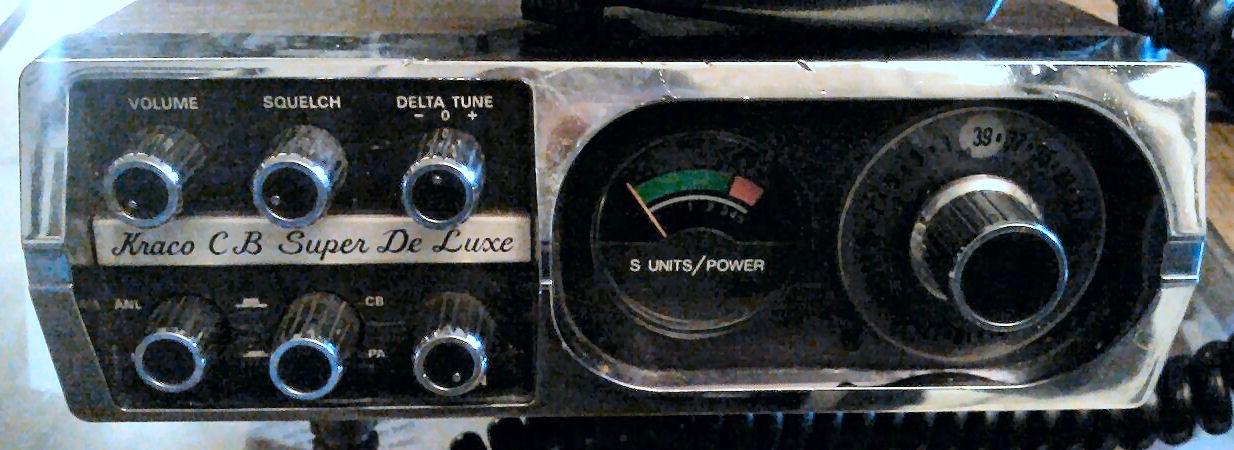 VOLUME
SQUELCH
DELTA TUNE
− 0 +
Kraco CB Super De Luxe
ANL
CB
PA
S UNITS/POWER
39